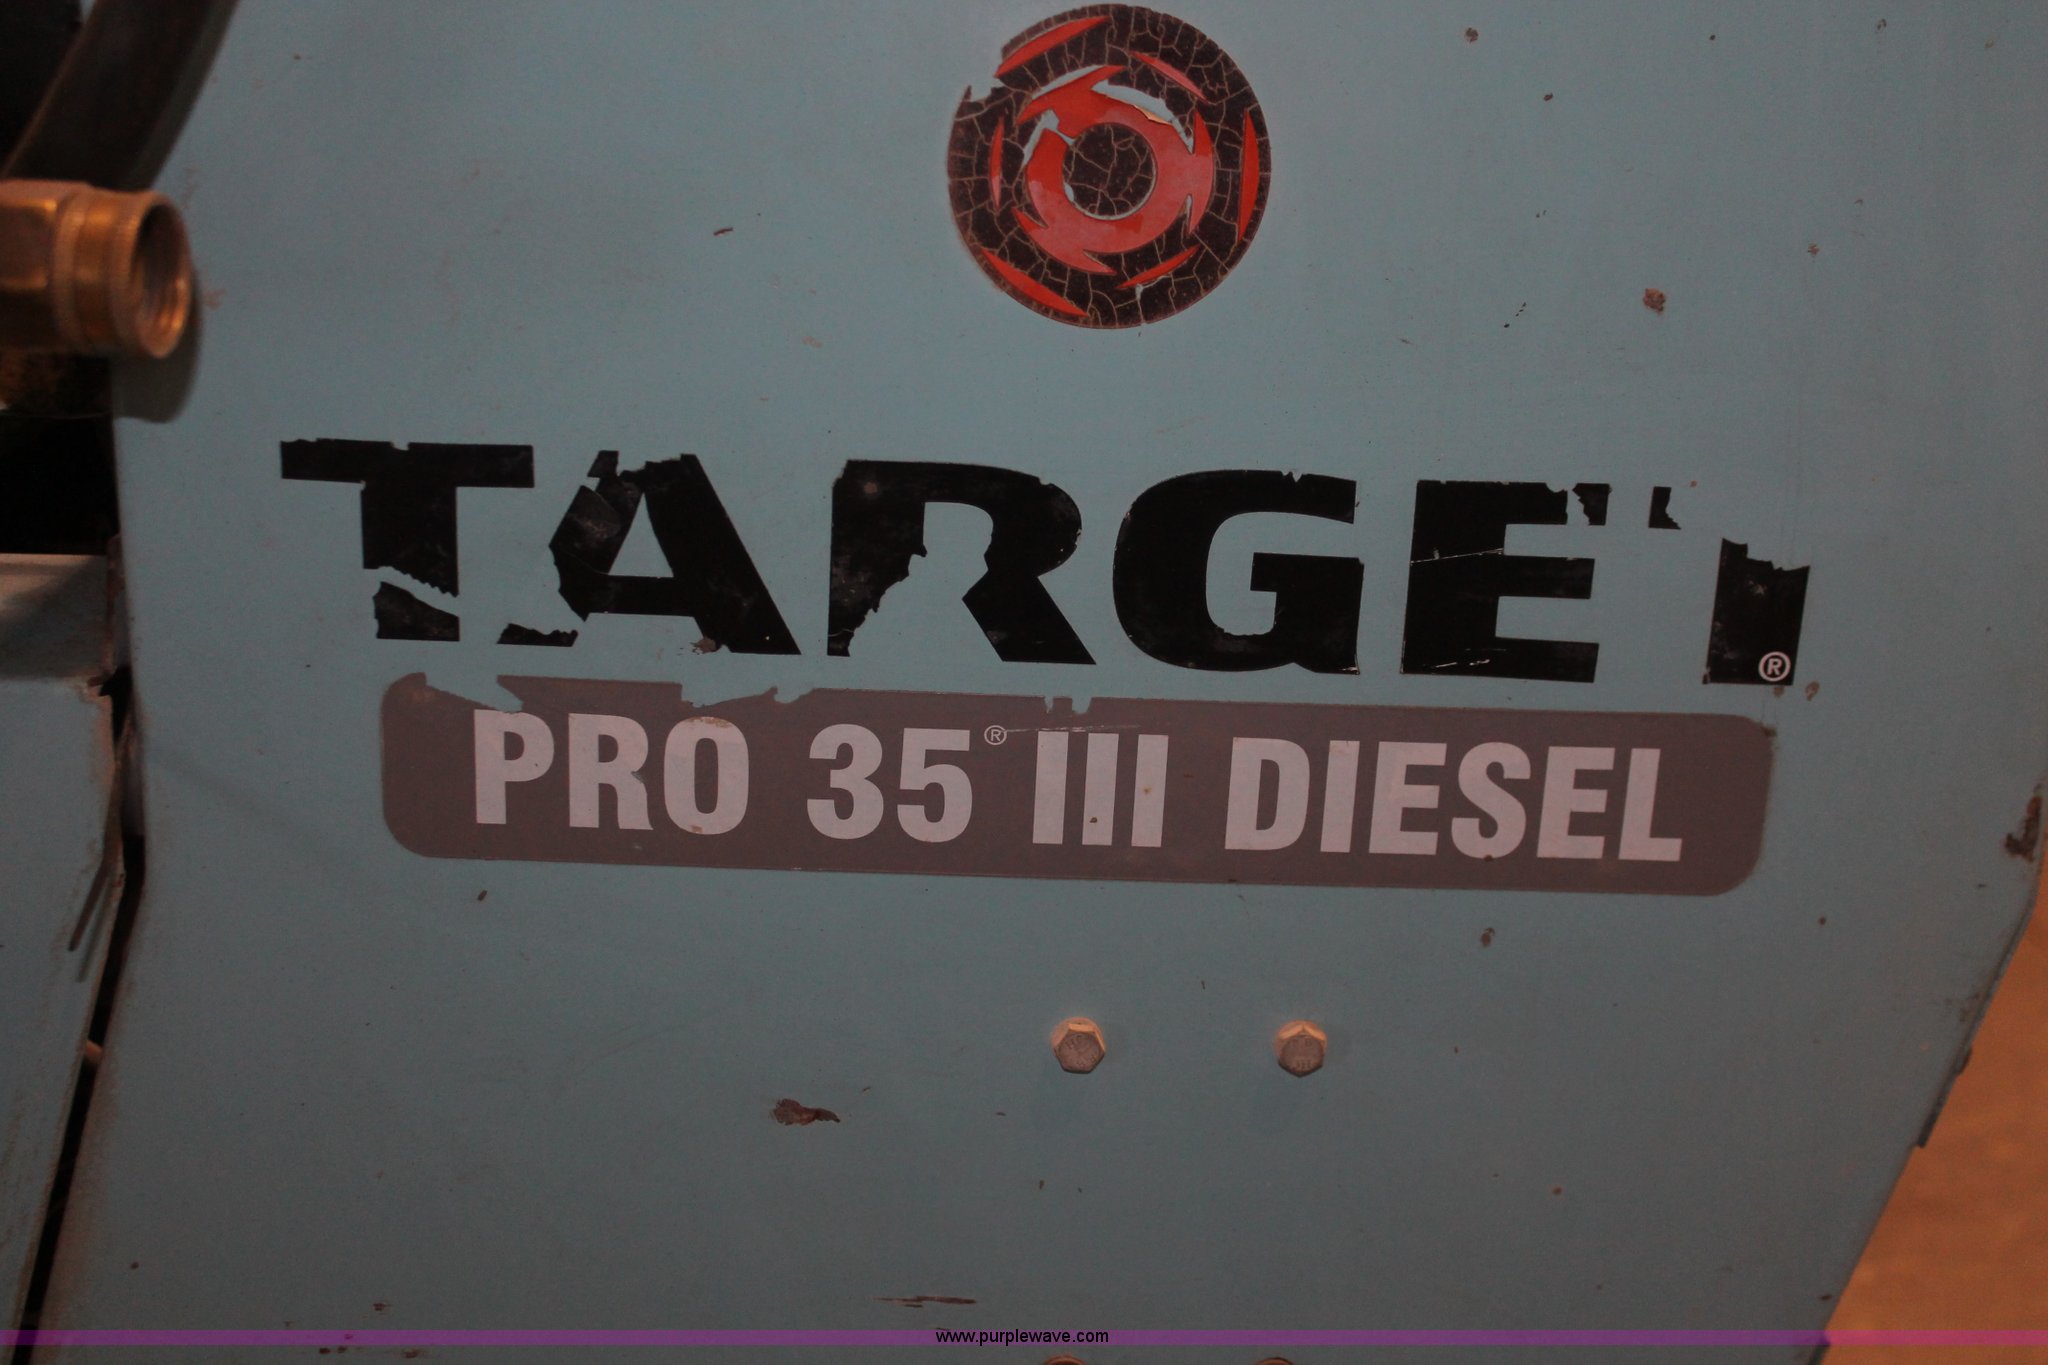 TARGET®
PRO 35® III DIESEL
www.purplewave.com